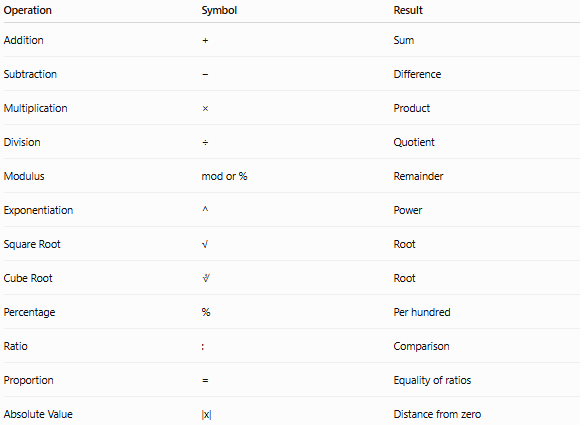 Operation Symbol Result
Addition + Sum
Subtraction − Difference
Multiplication × Product
Division ÷ Quotient
Modulus mod or % Remainder
Exponentiation ^ Power
Square Root √ Root
Cube Root ∛ Root
Percentage % Per hundred
Ratio : Comparison
Proportion = Equality of ratios
Absolute Value |x| Distance from zero